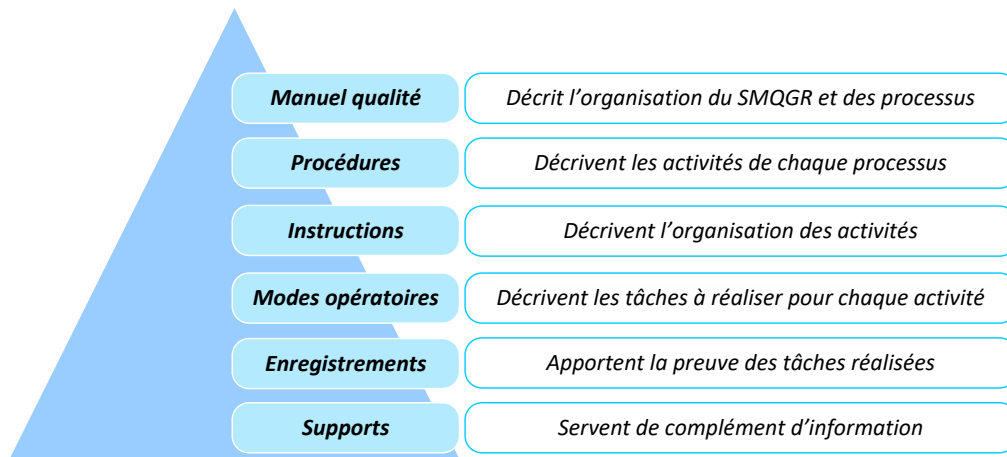 Manuel qualité
Décrit l’organisation du SMQGR et des processus
Procédures
Décrivent les activités de chaque processus
Instructions
Décrivent l’organisation des activités
Modes opératoires
Décrivent les tâches à réaliser pour chaque activité
Enregistrements
Apportent la preuve des tâches réalisées
Supports
Servent de complément d’information